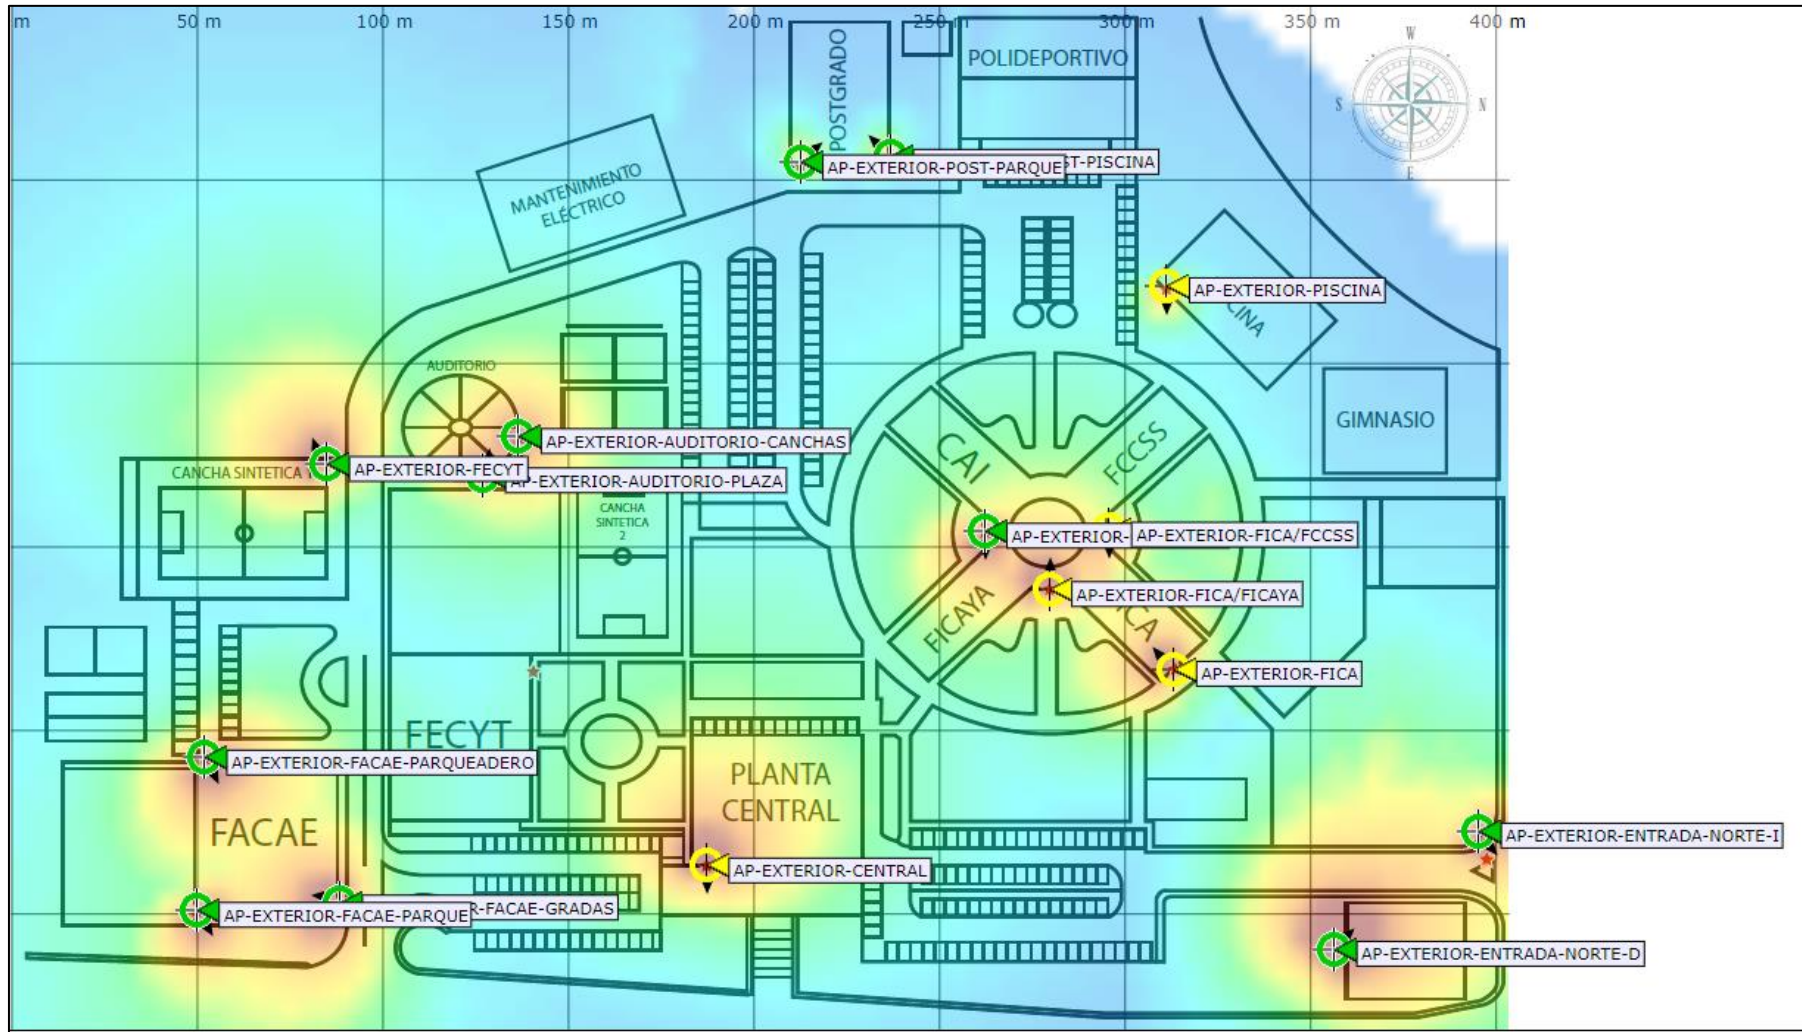 m 50 m 100 m 150 m 200 m 250 m 300 m 350 m 400 m
W
S N
E
POSTGRADO
POLIDEPORTIVO
AP-EXTERIOR-POST-PARQUE
ST-PISCINA
MANTENIMIENTO
ELÉCTRICO
AP-EXTERIOR-PISCINA
CINA
AUDITORIO
GIMNASIO
AP-EXTERIOR-AUDITORIO-CANCHAS
CANCHA SINTETICA
AP-EXTERIOR-FECYT
AP-EXTERIOR-AUDITORIO-PLAZA
CAI
FCCSS
CANCHA
SINTETICA
2
AP-EXTERIOR-
AP-EXTERIOR-FICA/FCCSS
AP-EXTERIOR-FICA/FICAYA
FICAYA
CA
AP-EXTERIOR-FICA
FECYT
AP-EXTERIOR-FACAE-PARQUEADERO
PLANTA
CENTRAL
FACAE
AP-EXTERIOR-ENTRADA-NORTE-I
AP-EXTERIOR-CENTRAL
AP-EXTERIOR-FACAE-PARQUE
R-FACAE-GRADAS
AP-EXTERIOR-ENTRADA-NORTE-D